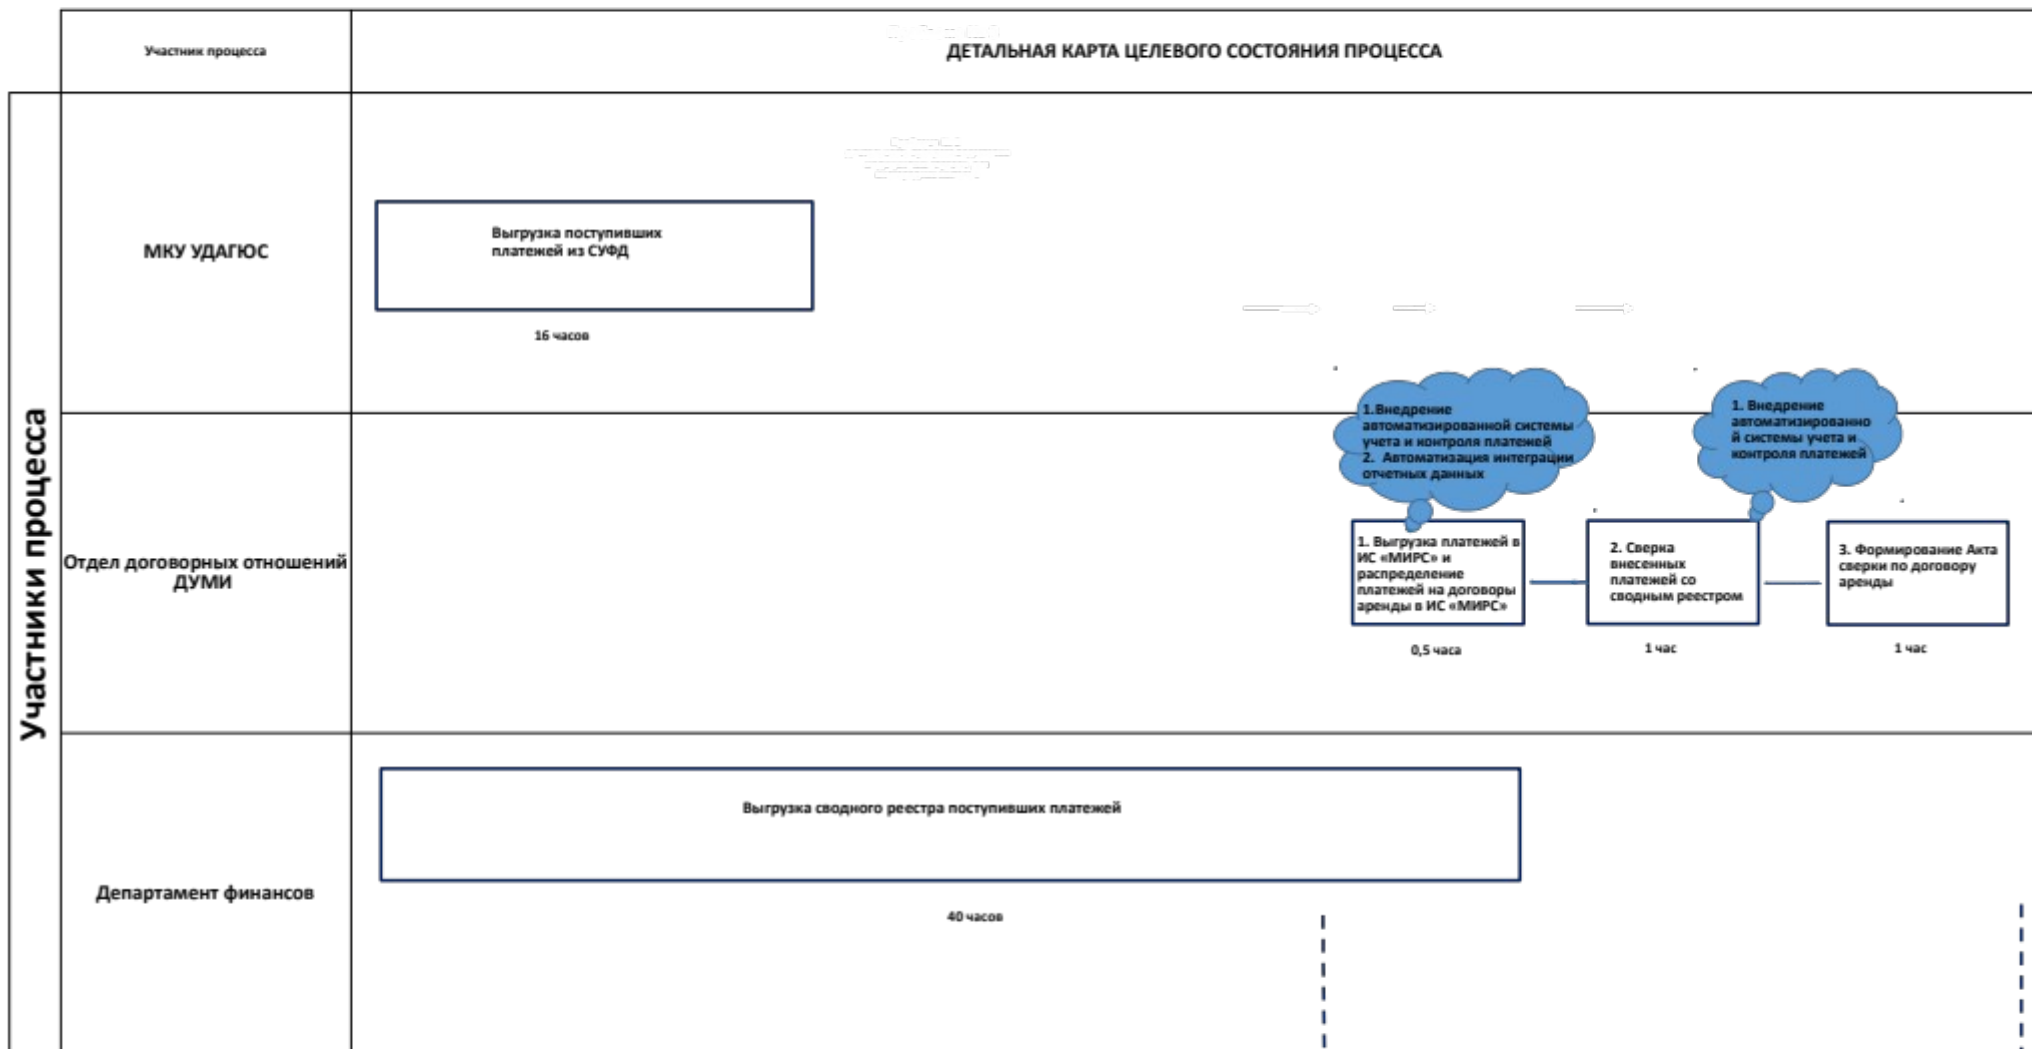 Участник процесса
ДЕТАЛЬНАЯ КАРТА ЦЕЛЕВОГО СОСТОЯНИЯ ПРОЦЕССА
Участники процесса
МКУ УДАГЮС
Выгрузка поступивших
платежей из СУФД
16 часов
Отдел договорных отношений
ДУМИ
1.Внедрение
автоматизированной системы
учета и контроля платежей
2. Автоматизация интеграции
отчетных данных
1. Внедрение
автоматизированно
й системы учета и
контроля платежей
1. Выгрузка платежей в
ИС «МИРС» и
распределение
платежей на договоры
аренды в ИС «МИРС»
0,5 часа
2. Сверка
внесенных
платежей со
сводным реестром
1 час
3. Формирование Акта
сверки по договору
аренды
1 час
Департамент финансов
Выгрузка сводного реестра поступивших платежей
40 часов